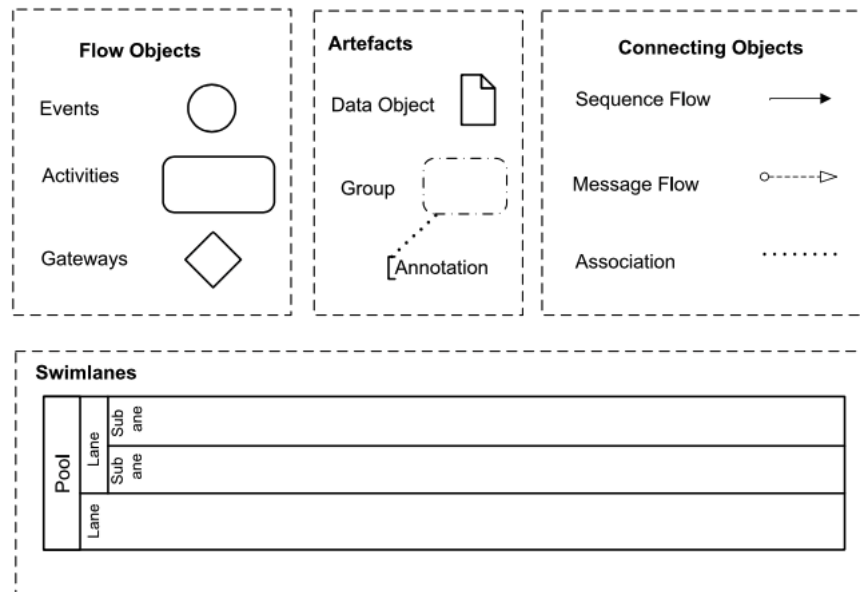 Flow Objects
Events
Activities
Gateways
Artefacts
Data Object
Group
Annotation
Connecting Objects
Sequence Flow
Message Flow
Association
Swimlanes
Pool
Lane
Sub
ane
Sub
ane
Lane